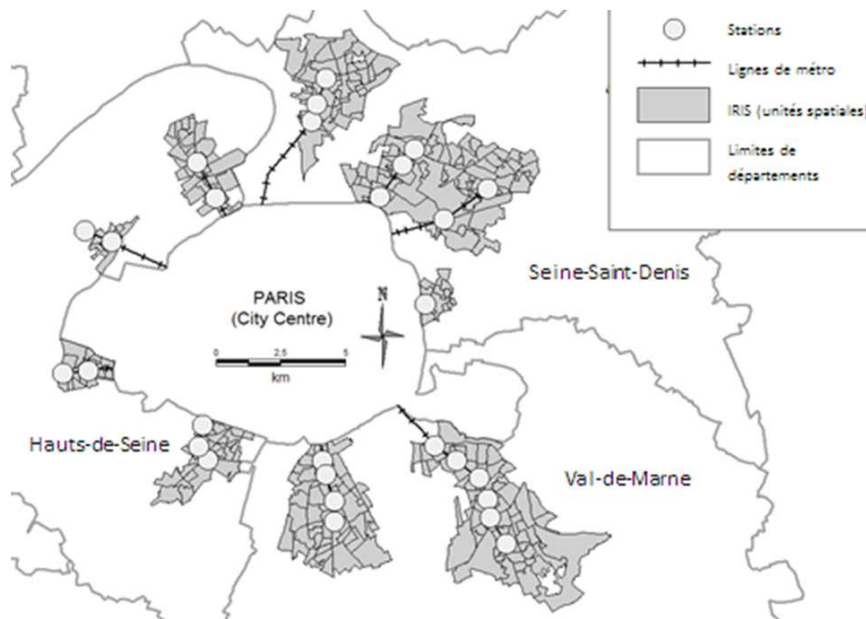 Stations
Lignes de métro
IRIS (unités spatiales)
Limites de
départements
Seine-Saint-Denis
PARIS
(City Centre)
N
0 2.5 5
km
Hauts-de-Seine
Val-de-Marne